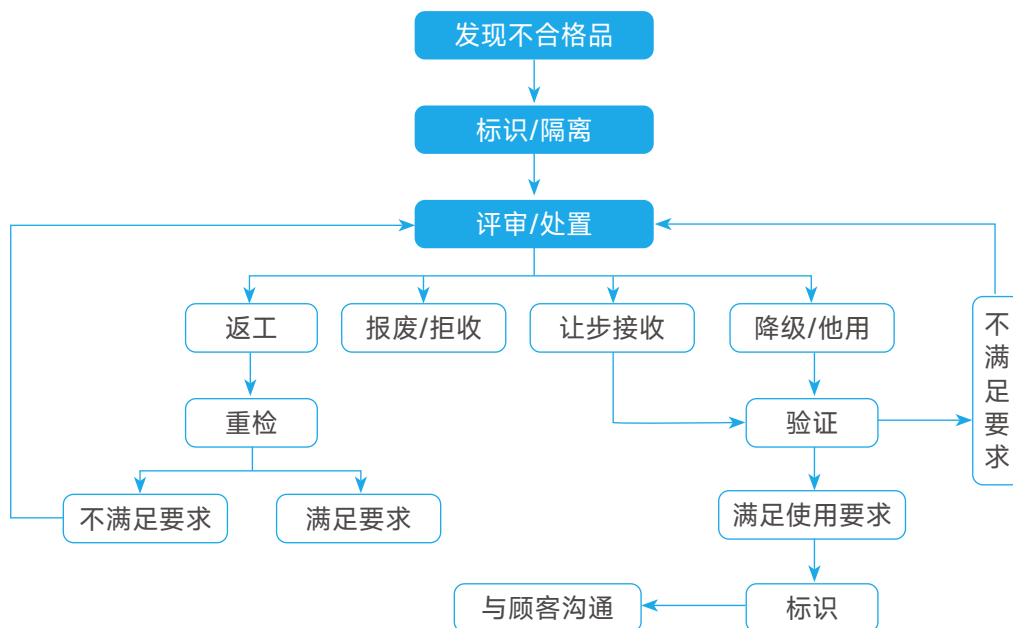 发现不合格品
标识/隔离
评审/处置
返工
报废/拒收
让步接收
降级/他用
不满足要求
重检
验证
不满足要求
满足要求
满足使用要求
与顾客沟通
标识